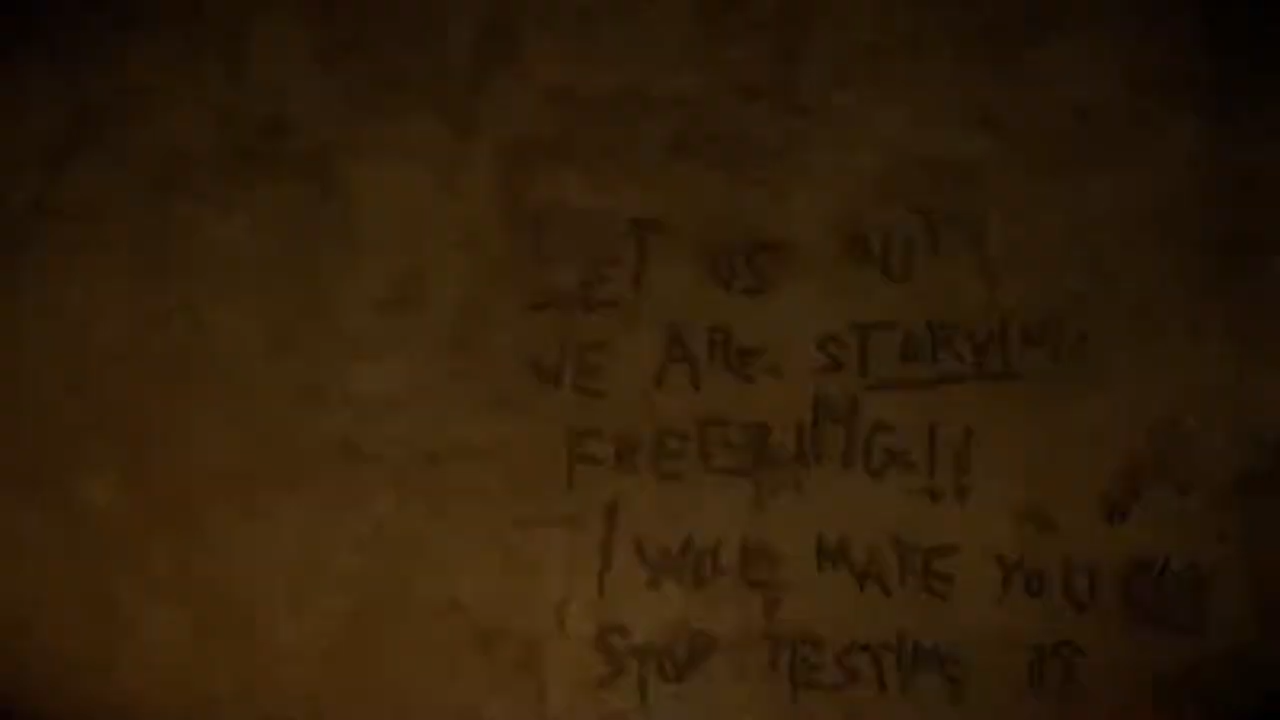 LET US OUT
WE ARE STARVING
FREEZING!!
I WILL MAKE YOU
STOP TESTING